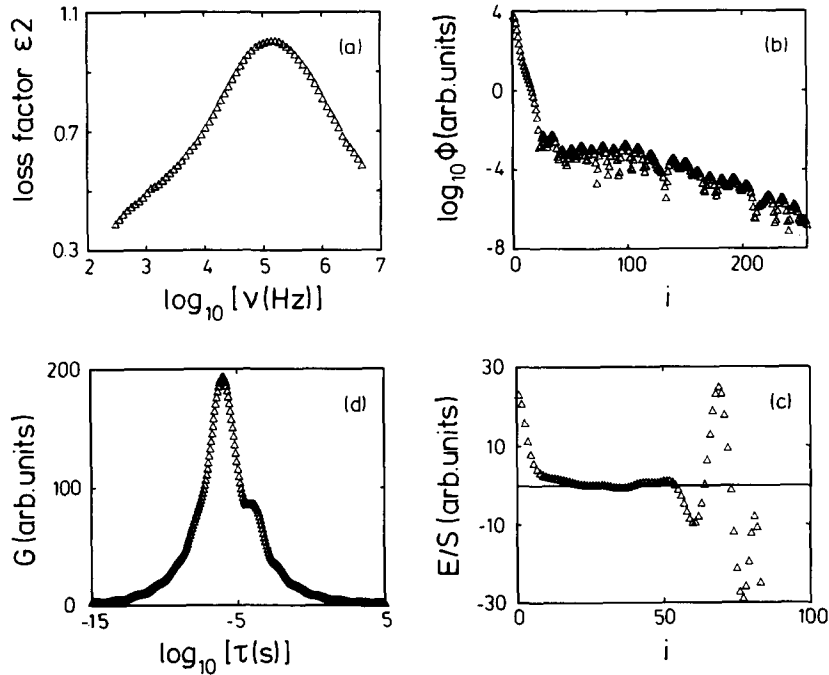 1.1
0.7
0.3
2 3 4 5 6 7
loss factor ε2
log10 [ν(Hz)]
(a)
4
0
-4
-8
0 100 200
log10 Φ(arb.units)
i
(b)
200
100
0
-15 -5 5
G(arb.units)
log10 [τ(s)]
(d)
30
10
-10
-30
0 50 100
E/S (arb.units)
i
(c)